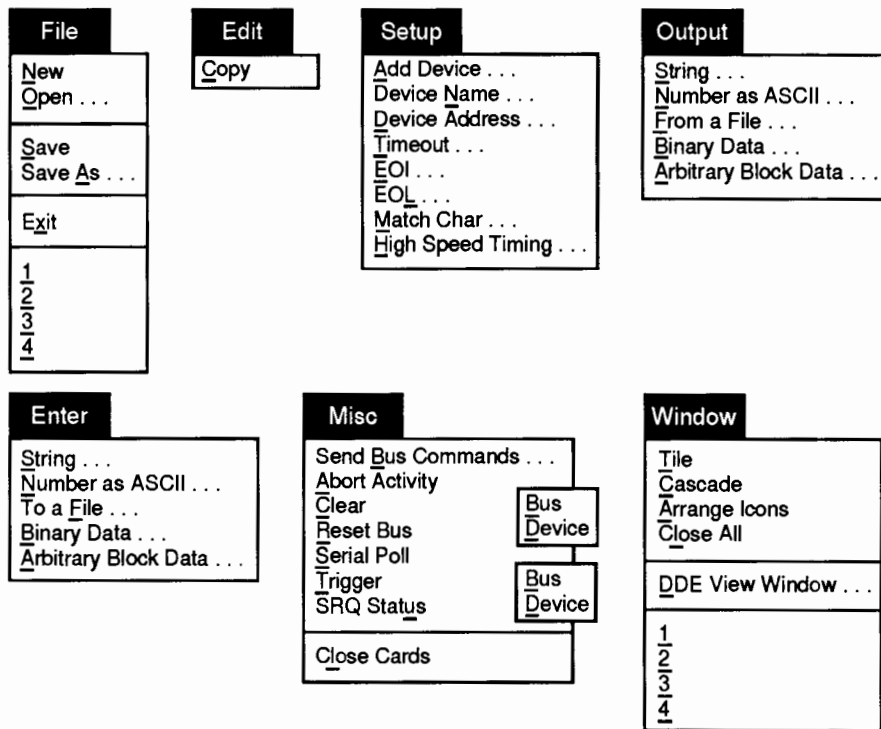 File
New
Open . . .
Save
Save As . . .
Exit
1
2
3
4
Edit
Copy
Setup
Add Device . . .
Device Name . . .
Device Address . . .
Timeout . . .
EOI . . .
EOL . . .
Match Char . . .
High Speed Timing . . .
Output
String . . .
Number as ASCII . . .
From a File . . .
Binary Data . . .
Arbitrary Block Data . . .
Enter
String . . .
Number as ASCII . . .
To a File . . .
Binary Data . . .
Arbitrary Block Data . . .
Misc
Send Bus Commands . . .
Abort Activity
Clear
Reset Bus
Serial Poll
Trigger
SRQ Status
Close Cards
Bus
Device
Bus
Device
Window
Tile
Cascade
Arrange Icons
Close All
DDE View Window . . .
1
2
3
4